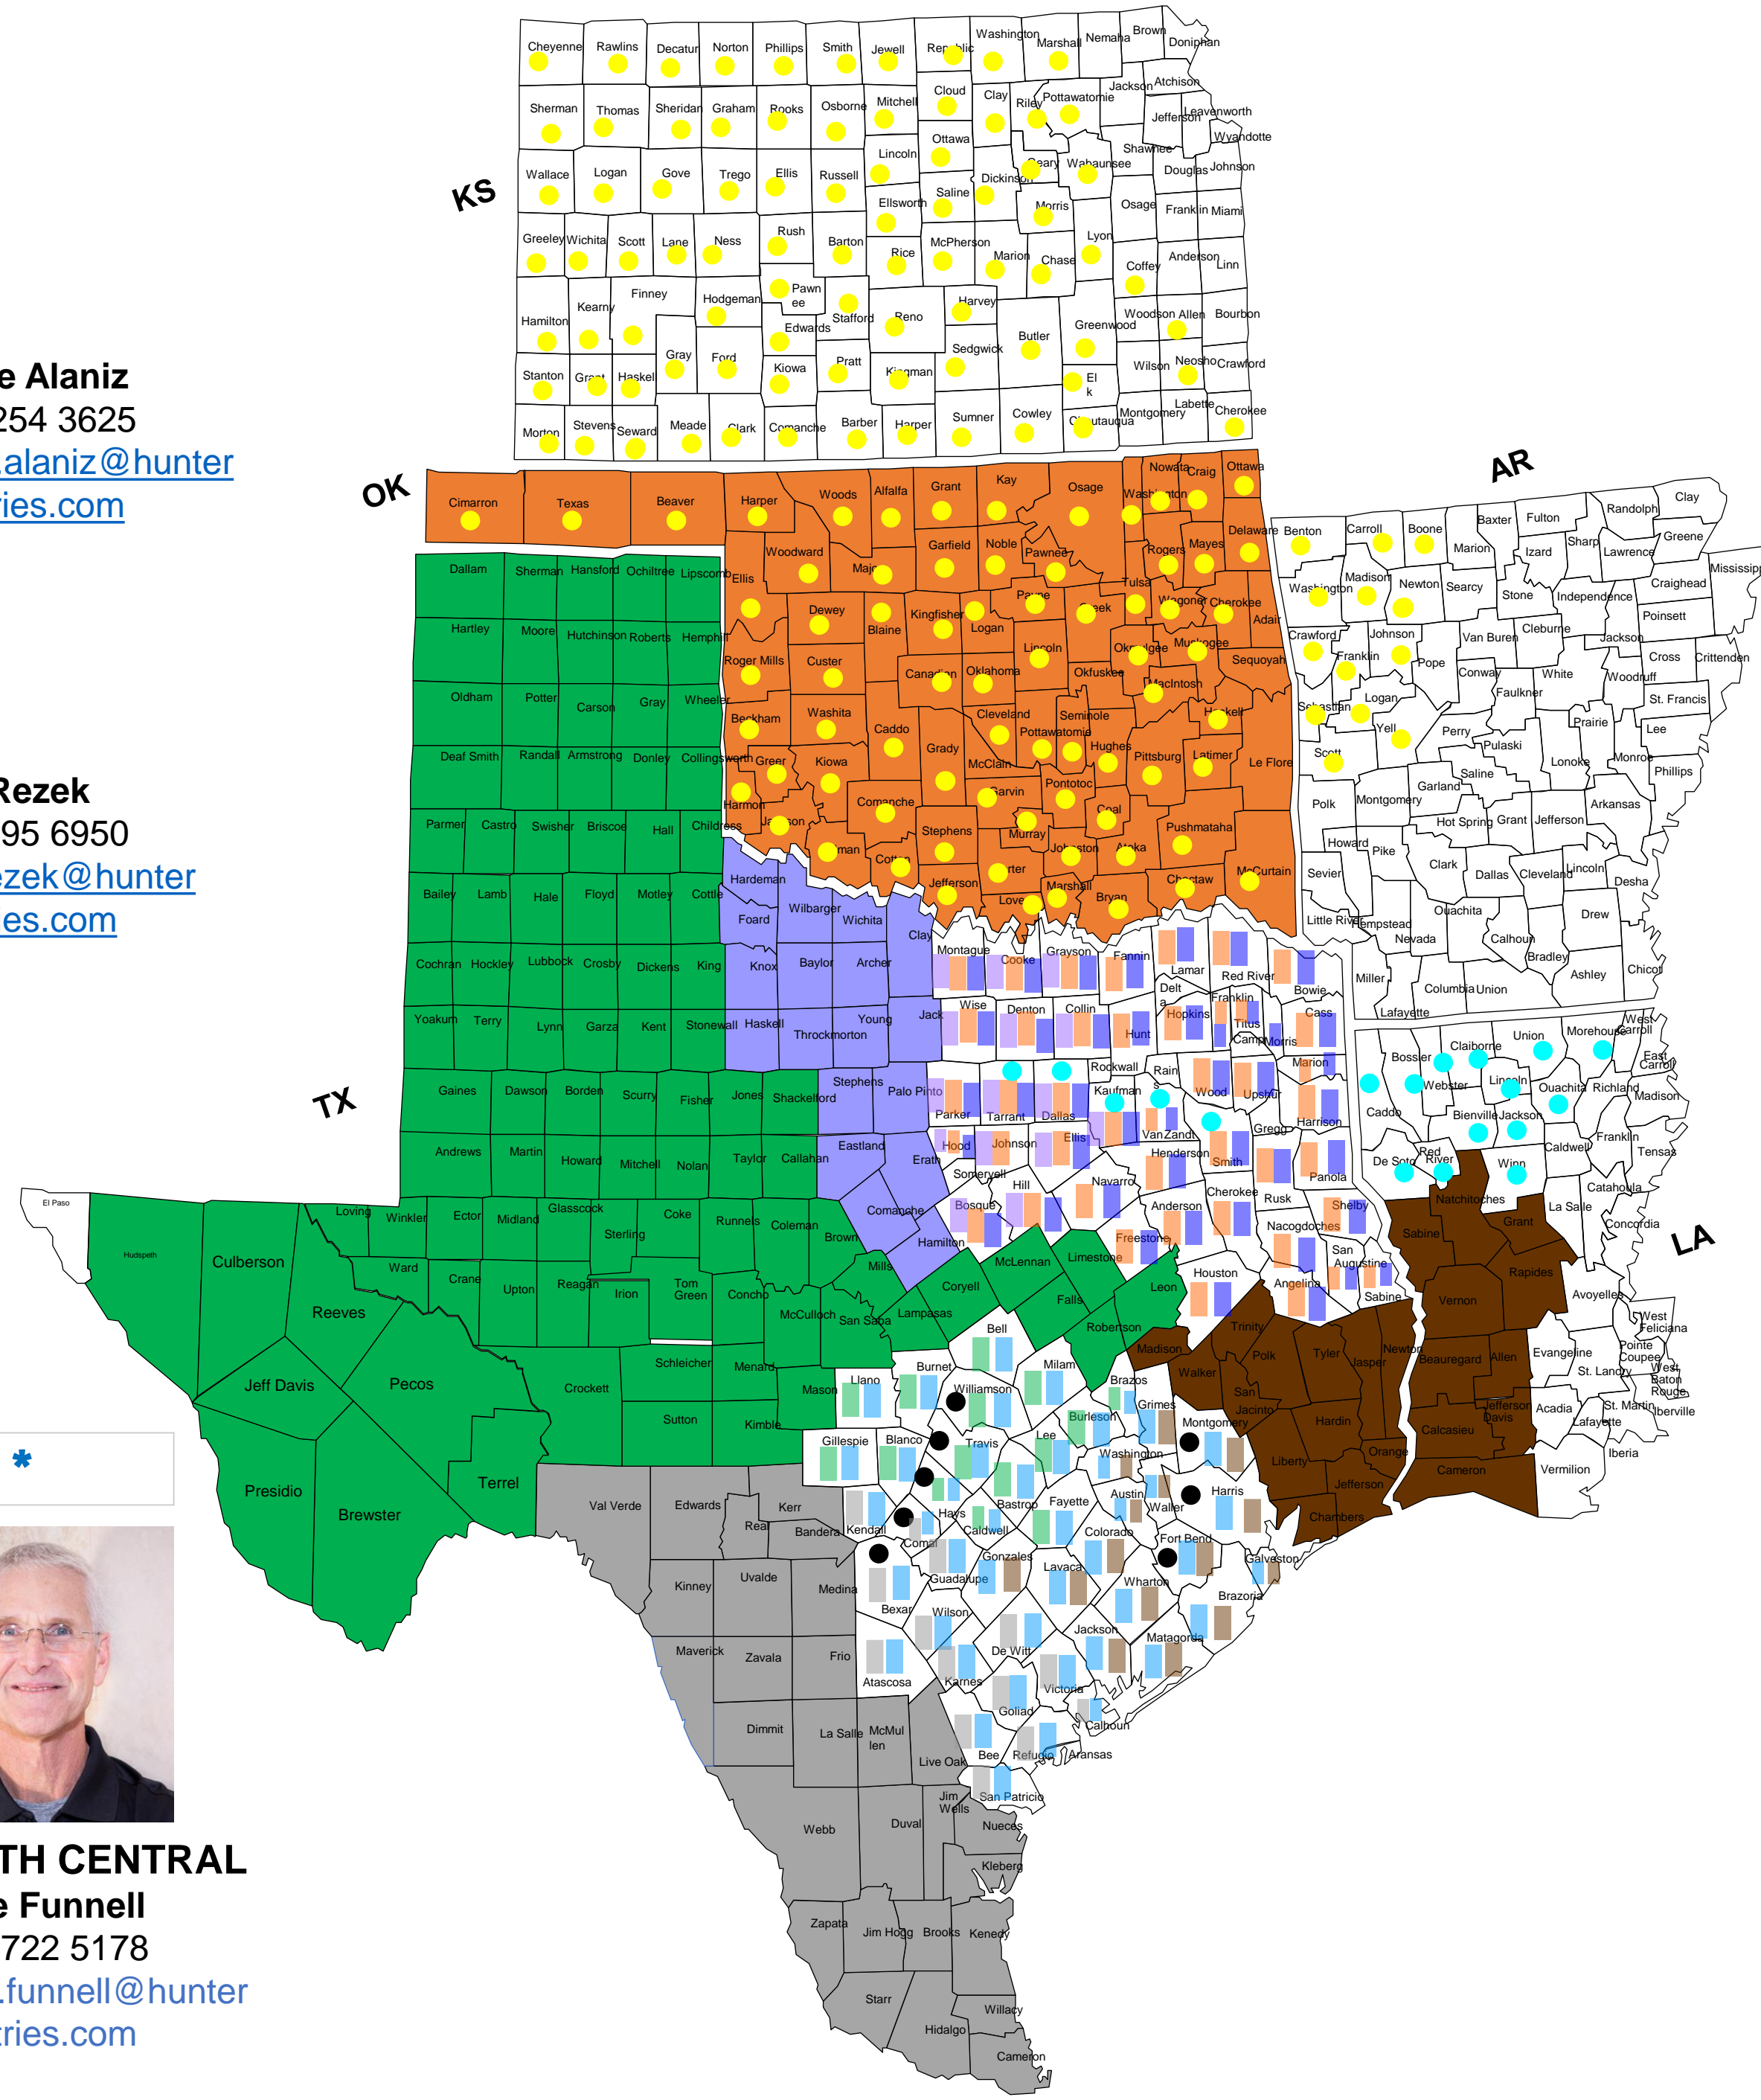 e Alaniz
254 3625
.alaniz@hunter
ries.com
Rezek
95 6950
ezek@hunter
ies.com
*
TH CENTRAL
e Funnell
722 5178
.funnell@hunter
tries.com
KS
Cheyenne Rawlins Decatur Norton Phillips Smith Jewell Republic Washington Marshall Nemaha Brown Doniphan
Sherman Thomas Sheridan Graham Rooks Osborne Mitchell Cloud Clay Riley Pottawatomie Jackson Atchison
Jefferson Leavenworth Wyandotte
Lincoln Ottawa Shawnee
Wallace Logan Gove Trego Ellis Russell Saline Dickinson Geary Wabaunsee Douglas Johnson
Ellsworth Morris Osage Franklin Miami
Greeley Wichita Scott Lane Ness Rush Barton Rice McPherson Marion Chase Lyon Coffey Anderson Linn
Hamilton Kearny Finney Hodgeman Pawn
ee
Stafford Reno Harvey Butler Greenwood Woodson Allen Bourbon
Edwards Gray Ford Sedgwick
Stanton Grant Haskel Kiowa Pratt Kingman El
k
Wilson Neosho Crawford
Morton Stevens Seward Meade Clark Comanche Barber Harper Sumner Cowley Chautauqua Montgomery Labette Cherokee
OK
Cimarron Texas Beaver Harper Woods Alfalfa Grant Kay Osage Washington Nowata Craig Ottawa
Woodward Garfield Noble Pawnee Rogers Mayes Delaware
Ellis Major Tulsa
Dewey Blaine Kingfisher Logan Payne Creek Wagoner Cherokee Adair
Roger Mills Custer Canadian Oklahoma Lincoln Okfuskee Okmulgee Muskogee Sequoyah
MacIntosh
Beckham Washita Caddo Grady Cleveland Pottawatomie Seminole Hughes Haskell
Greer Kiowa McClain Pittsburg Latimer Le Flore
Harmon Jackson Comanche Garvin Pontotoc Coal
Stephens Murray Johnston Atoka Pushmataha
Cotton Jefferson Love Marshall Bryan Choctaw McCurtain
AR
Benton Carroll Boone Baxter Fulton Randolph Clay
Marion Izard Sharp Lawrence Greene
Washington Madison Newton Searcy Stone Independence Craighead
Poinsett
Crawford Franklin Johnson Pope Van Buren Cleburne Jackson Cross Crittenden
Sebastian Logan Conway Faulkner White Woodruff St. Francis
Scott Yell Perry Pulaski Prairie Lee
Saline Lonoke Monroe Phillips
Polk Montgomery Garland Hot Spring Grant Jefferson Arkansas
Howard Pike Clark Dallas Cleveland Lincoln Desha
Sevier Little River Hempstead Nevada Ouachita Calhoun Bradley Drew
Miller Lafayette Columbia Union Ashley Chicot
TX
Dallam Sherman Hansford Ochiltree Lipscomb
Hartley Moore Hutchinson Roberts Hemphill
Oldham Potter Carson Gray Wheeler
Deaf Smith Randall Armstrong Donley Collingsworth
Parmer Castro Swisher Briscoe Hall Childress
Bailey Lamb Hale Floyd Motley Cottle Hardeman
Foard Wilbarger Wichita Clay
Cochran Hockley Lubbock Crosby Dickens King Knox Baylor Archer Montague Cooke Grayson Fannin Lamar Red River Bowie
Yoakum Terry Lynn Garza Kent Stonewall Haskell Throckmorton Young Jack Wise Denton Collin Hunt Delt
a
Hopkins Franklin Titus Camp Morris Cass
Gaines Dawson Borden Scurry Fisher Jones Shackelford Stephens Palo Pinto Parker Tarrant Dallas Rockwall Kaufman Rain
s
Wood Upshur Marion Harrison
Andrews Martin Howard Mitchell Nolan Taylor Callahan Eastland Erath Hood Johnson Ellis Van Zandt Henderson Smith Gregg Panola
Somervell Hill Navarro Cherokee Rusk
El Paso Loving Winkler Ector Midland Glasscock Sterling Coke Runnels Coleman Brown Comanche Bosque Anderson Nacogdoches Shelby
Hudspeth Culberson Hamilton Freestone San
Augustine
Ward Crane Upton Reagan Irion Tom
Green
Concho Mills McLennan Limestone Houston Angelina Sabine
Reeves McCulloch San Saba Lampasas Coryell Falls Leon
Robertson Madison Trinity
Jeff Davis Pecos Crockett Schleicher Menard Mason Llano Burnet Bell Milam Brazos Walker Polk Tyler Jasper Newton
Sutton Kimble Williamson Burleson Grimes San
Jacinto
Gillespie Blanco Travis Lee Washington Montgomery Hardin
Presidio Brewster Terrel Liberty Orange
Val Verde Edwards Kerr Real Bandera Kendall Hays Bastrop Fayette Austin Waller Harris Jefferson Chambers
Comal Caldwell Colorado Fort Bend
Kinney Uvalde Medina Guadalupe Gonzales Lavaca Wharton Galveston
Bexar Wilson Brazoria
Maverick Zavala Frio Atascosa Karnes De Witt Jackson Matagorda
Victoria Goliad Calhoun
Dimmit La Salle McMul
len
Live Oak Bee Refugio Aransas
San Patricio
Webb Duval Jim
Wells
Nueces
Kleberg
Zapata Jim Hogg Brooks Kenedy
Starr Willacy
Hidalgo
Cameron
LA
Bossier Claiborne Union Morehouse West
Carroll
East
Carroll
Caddo Webster Lincoln Ouachita Richland Madison
Bienville Jackson
De Soto Red
River
Winn Caldwell Franklin Tensas
Natchitoches Catahoula
Sabine Grant La Salle Concordia
Vernon Rapides Avoyelles
West
Feliciana
Beauregard Allen Evangeline Pointe
Coupee
St. Landry West
Baton
Rouge
Calcasieu Jefferson
Davis
Acadia Lafayette St. Martin Iberville
Cameron Vermilion Iberia